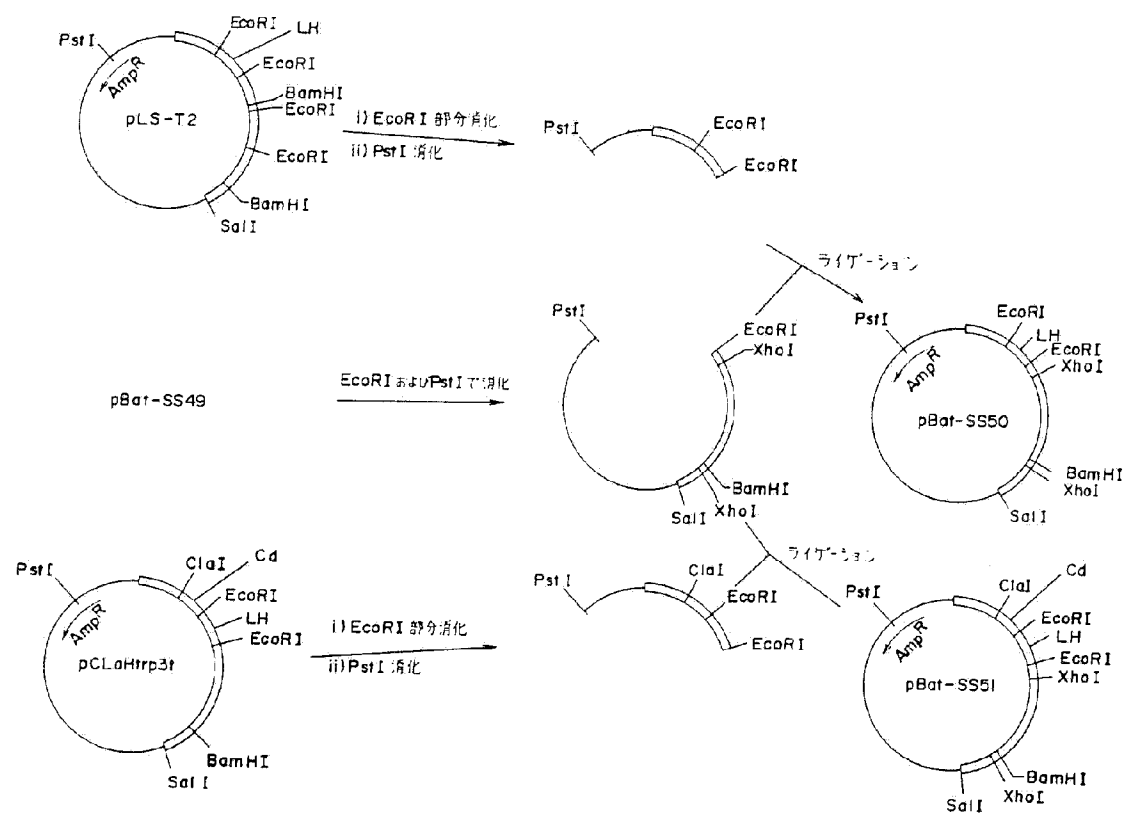 EcoRI
LH
PstI
EcoRI
AmpR
BamHI
EcoRI
pLS-T2
EcoRI
BamHI
SalI
i) EcoRI 部分消化
ii) PstI 消化
PstI
EcoRI
EcoRI
ライゲーション
pBat-SS49
EcoRIおよびPstIで消化
PstI
EcoRI
XhoI
BamHI
XhoI
SalI
PstI
EcoRI
LH
EcoRI
XhoI
AmpR
pBat-SS50
BamHI
XhoI
SalI
ライゲーション
ClaI
Cd
PstI
EcoRI
AmpR
LH
EcoRI
pCLaHtrp3t
BamHI
SalI
i) EcoRI 部分消化
ii) PstI 消化
PstI
ClaI
EcoRI
EcoRI
PstI
ClaI
Cd
EcoRI
AmpR
LH
EcoRI
XhoI
pBat-SS51
BamHI
XhoI
SalI